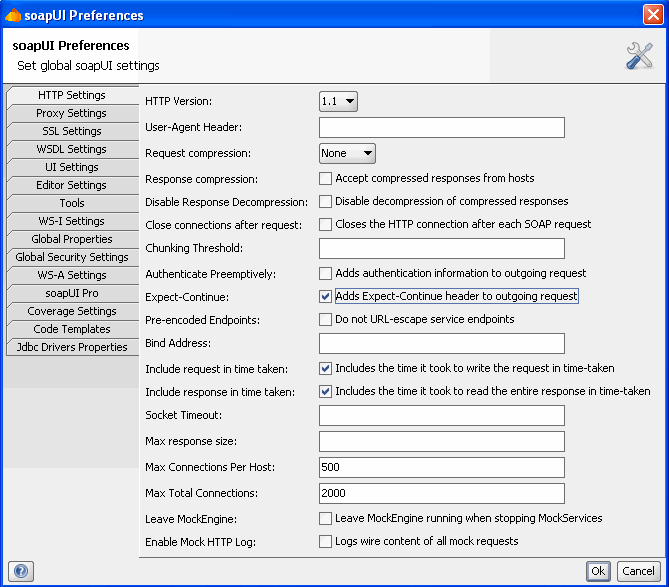 soapUI Preferences
soapUI Preferences
Set global soapUI settings
HTTP Settings
Proxy Settings
SSL Settings
WSDL Settings
UI Settings
Editor Settings
Tools
WS-I Settings
Global Properties
Global Security Settings
WS-A Settings
soapUI Pro
Coverage Settings
Code Templates
Jdbc Drivers Properties
HTTP Version: 1.1
User-Agent Header:
Request compression: None
Response compression: Accept compressed responses from hosts
Disable Response Decompression: Disable decompression of compressed responses
Close connections after request: Closes the HTTP connection after each SOAP request
Chunking Threshold:
Authenticate Preemptively: Adds authentication information to outgoing request
Expect-Continue: Adds Expect-Continue header to outgoing request
Pre-encoded Endpoints: Do not URL-escape service endpoints
Bind Address:
Include request in time taken: Includes the time it took to write the request in time-taken
Include response in time taken: Includes the time it took to read the entire response in time-taken
Socket Timeout:
Max response size:
Max Connections Per Host: 500
Max Total Connections: 2000
Leave MockEngine: Leave MockEngine running when stopping MockServices
Enable Mock HTTP Log: Logs wire content of all mock requests
? Ok Cancel